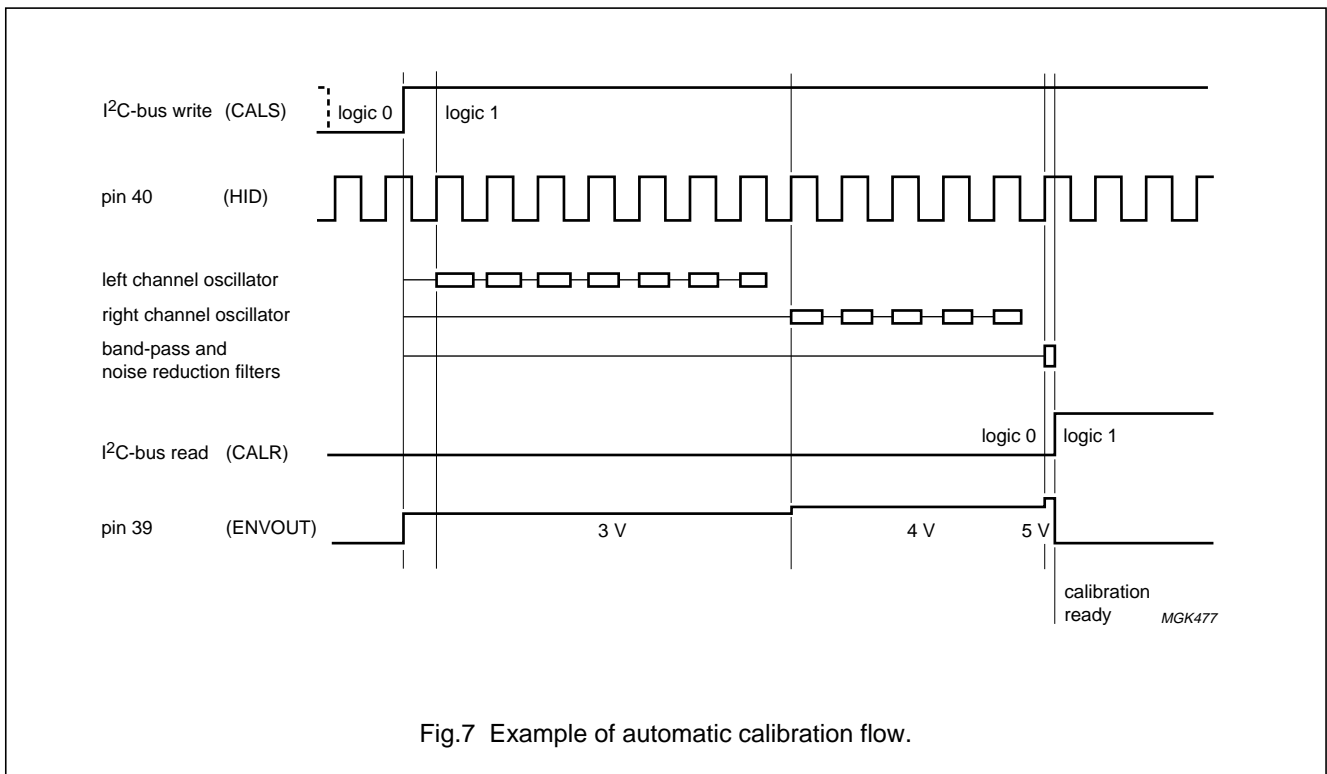 I²C-bus write (CALS) logic 0 logic 1
pin 40 (HID)
left channel oscillator
right channel oscillator
band-pass and
noise reduction filters
I²C-bus read (CALR) logic 0 logic 1
pin 39 (ENVOUT) 3 V 4 V 5 V
calibration
ready MGK477
Fig.7 Example of automatic calibration flow.